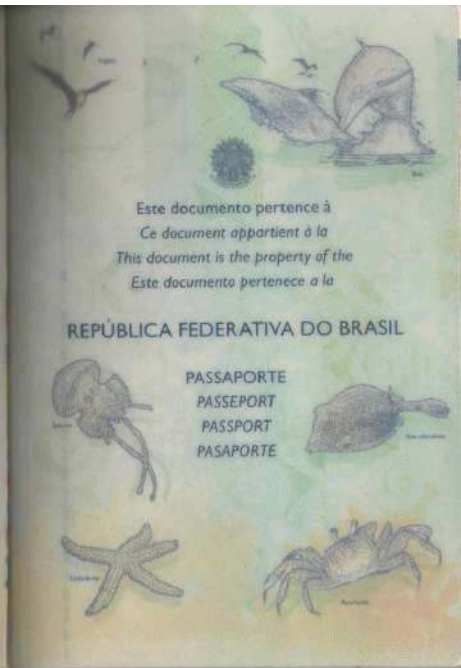 Este documento pertence à
Ce document appartient à la
This document is the property of the
Este documento pertenece a la
REPÚBLICA FEDERATIVA DO BRASIL
PASSAPORTE
PASSEPORT
PASSPORT
PASAPORTE